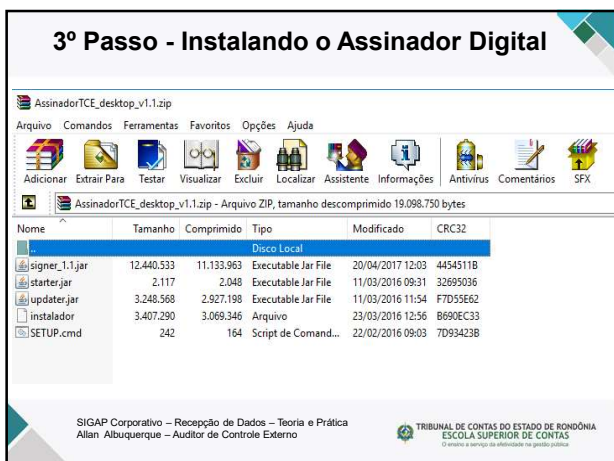 3º Passo - Instalando o Assinador Digital
AssinadorTCE_desktop_v1.1.zip
Arquivo Comandos Ferramentas Favoritos Opções Ajuda
Adicionar Extrair Para Testar Visualizar Excluir Localizar Assistente Informações Antivírus Comentários SFX
AssinadorTCE_desktop_v1.1.zip - Arquivo ZIP, tamanho descomprimido 19.098.750 bytes
Nome Tamanho Comprimido Tipo Modificado CRC32
.. Disco Local
signer_1.1.jar 12.440.533 11.133.963 Executable Jar File 20/04/2017 12:03 4454511B
starter.jar 2.117 2.048 Executable Jar File 11/03/2016 09:31 32695036
updater.jar 3.248.568 2.927.198 Executable Jar File 11/03/2016 11:54 F7D55E62
instalador 3.407.290 3.069.346 Arquivo 23/03/2016 12:56 B690EC33
SETUP.cmd 242 164 Script de Comand... 22/02/2016 09:03 7D93423B
SIGAP Corporativo – Recepção de Dados – Teoria e Prática
Allan Albuquerque – Auditor de Controle Externo
TRIBUNAL DE CONTAS DO ESTADO DE RONDÔNIA
ESCOLA SUPERIOR DE CONTAS
O ensino a serviço da efetividade na gestão pública